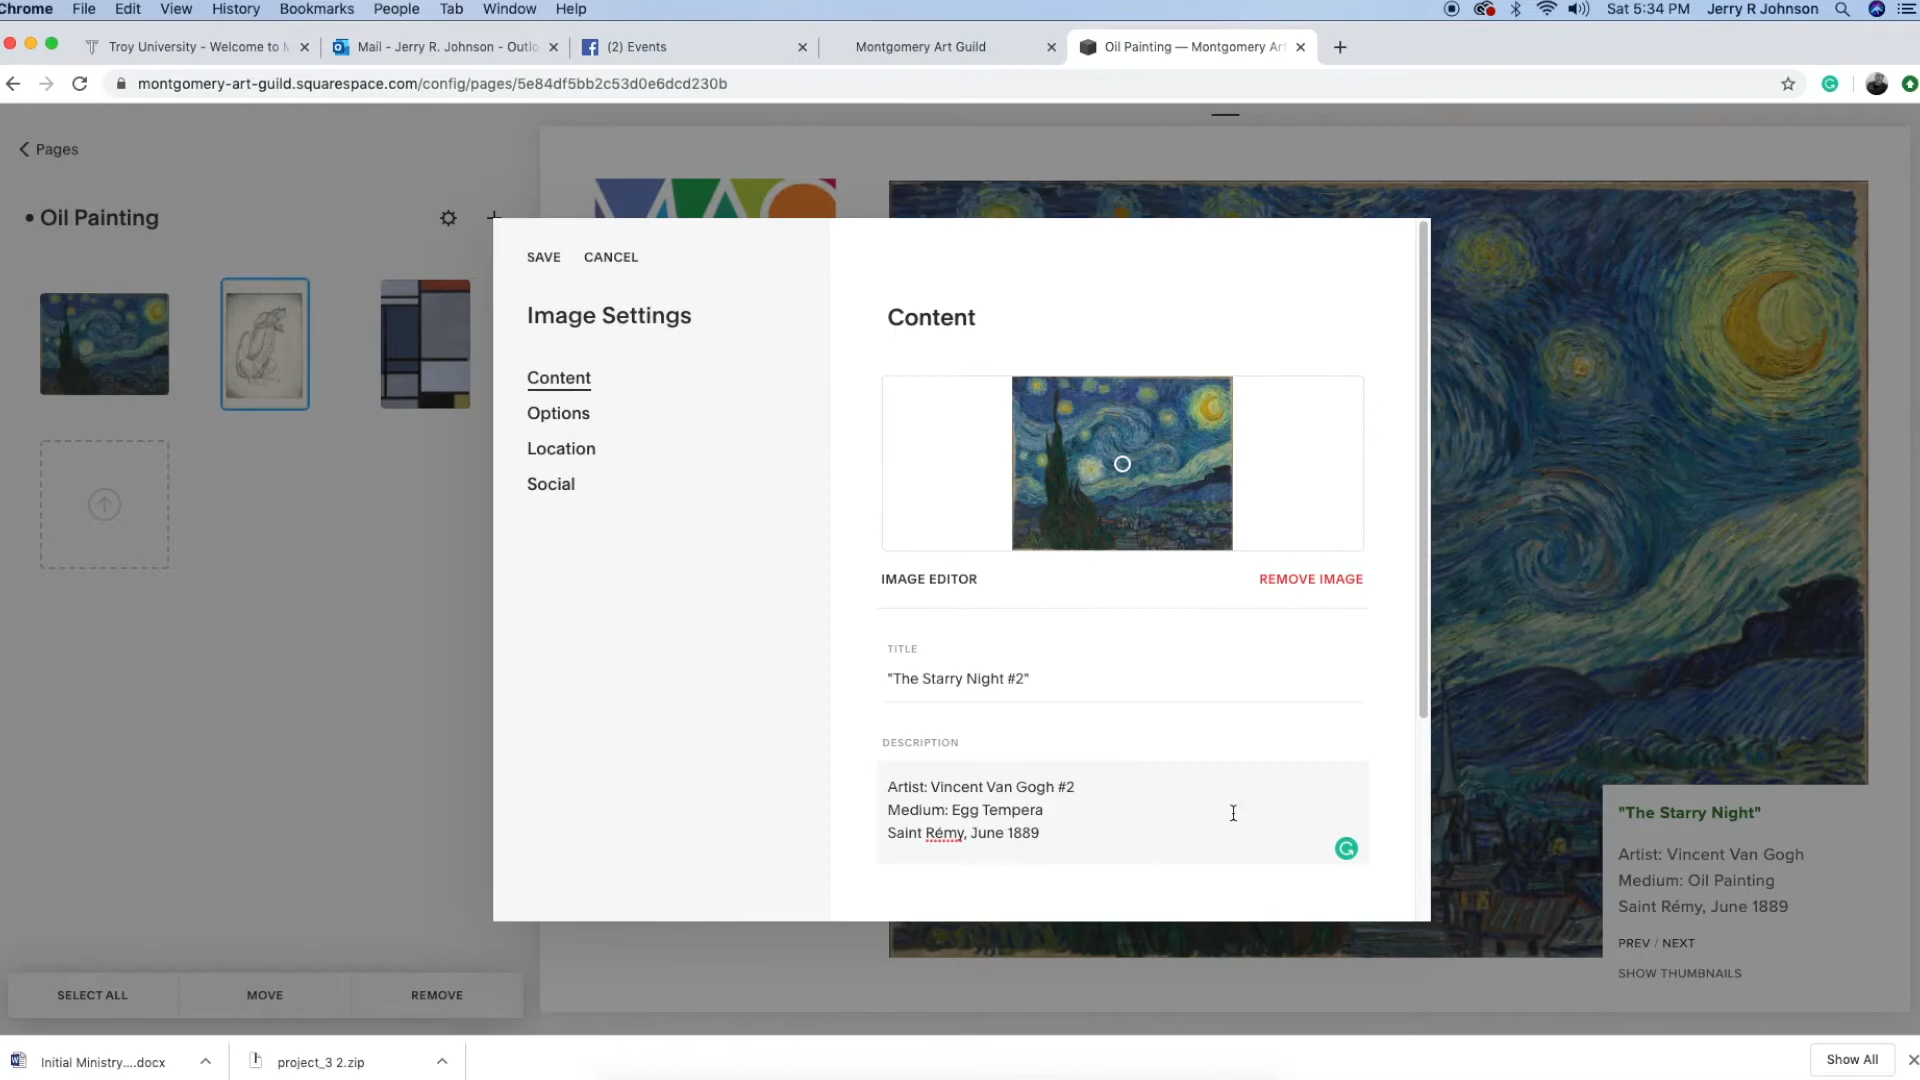 Chrome File Edit View History Bookmarks People Tab Window Help Sat 5:34 PM Jerry R Johnson
Troy University - Welcome to Mail - Jerry R. Johnson - Outlo (2) Events Montgomery Art Guild Oil Painting — Montgomery Art
montgomery-art-guild.squarespace.com/config/pages/5e84df5bb2c53d0e6dcd230b
Pages
• Oil Painting
SAVE CANCEL
Image Settings
Content
Options
Location
Social
Content
IMAGE EDITOR REMOVE IMAGE
TITLE
"The Starry Night #2"
DESCRIPTION
Artist: Vincent Van Gogh #2
Medium: Egg Tempera
Saint Rémy, June 1889
"The Starry Night"
Artist: Vincent Van Gogh
Medium: Oil Painting
Saint Rémy, June 1889
PREV / NEXT
SHOW THUMBNAILS
SELECT ALL MOVE REMOVE
Initial Ministry....docx project_3 2.zip Show All